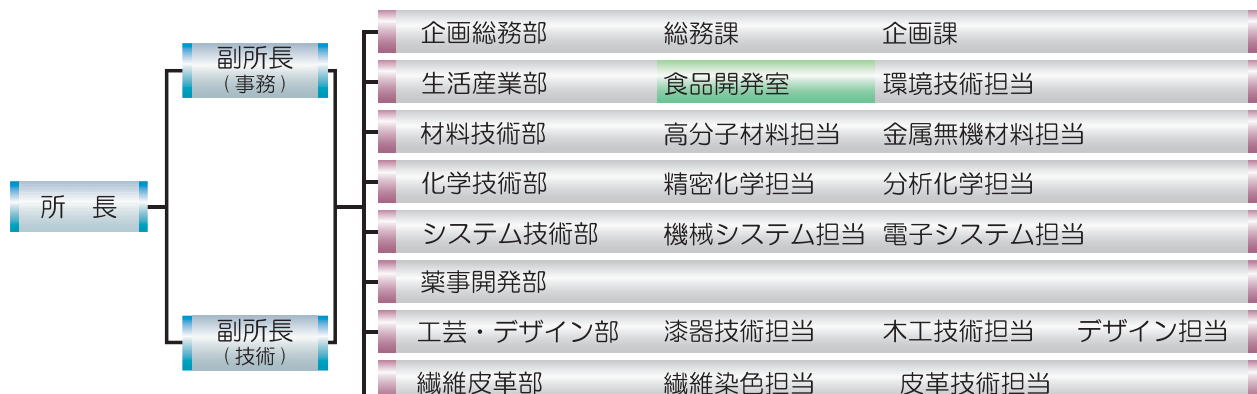 所 長
副所長
（事務）
副所長
（技術）
企画総務部 総務課 企画課
生活産業部 食品開発室 環境技術担当
材料技術部 高分子材料担当 金属無機材料担当
化学技術部 精密化学担当 分析化学担当
システム技術部 機械システム担当 電子システム担当
薬事開発部
工芸・デザイン部 漆器技術担当 木工技術担当 デザイン担当
繊維皮革部 繊維染色担当 皮革技術担当